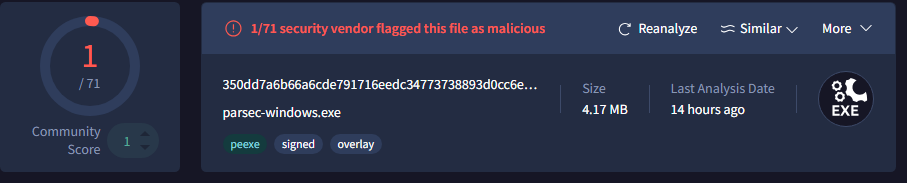 1
/ 71
Community
Score
1
1/71 security vendor flagged this file as malicious
Reanalyze
Similar
More
350dd7a6b66a6cde791716eedc34773738893d0cc6e…
parsec-windows.exe
peexe
signed
overlay
Size
4.17 MB
Last Analysis Date
14 hours ago
EXE